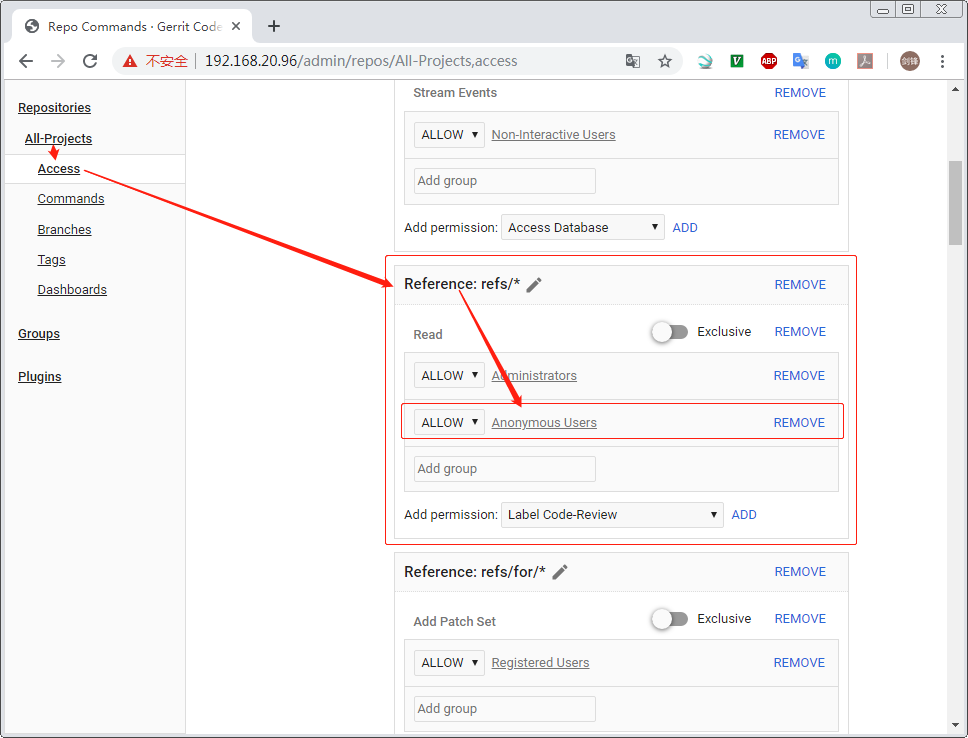 Repo Commands · Gerrit Code
不安全 192.168.20.96/admin/repos/All-Projects,access
V ABP m 剑锋
Repositories
All-Projects
Access
Commands
Branches
Tags
Dashboards
Groups
Plugins
Stream Events REMOVE
ALLOW Non-Interactive Users REMOVE
Add group
Add permission: Access Database ADD
Reference: refs/* REMOVE
Read Exclusive REMOVE
ALLOW Administrators REMOVE
ALLOW Anonymous Users REMOVE
Add group
Add permission: Label Code-Review ADD
Reference: refs/for/* REMOVE
Add Patch Set Exclusive REMOVE
ALLOW Registered Users REMOVE
Add group